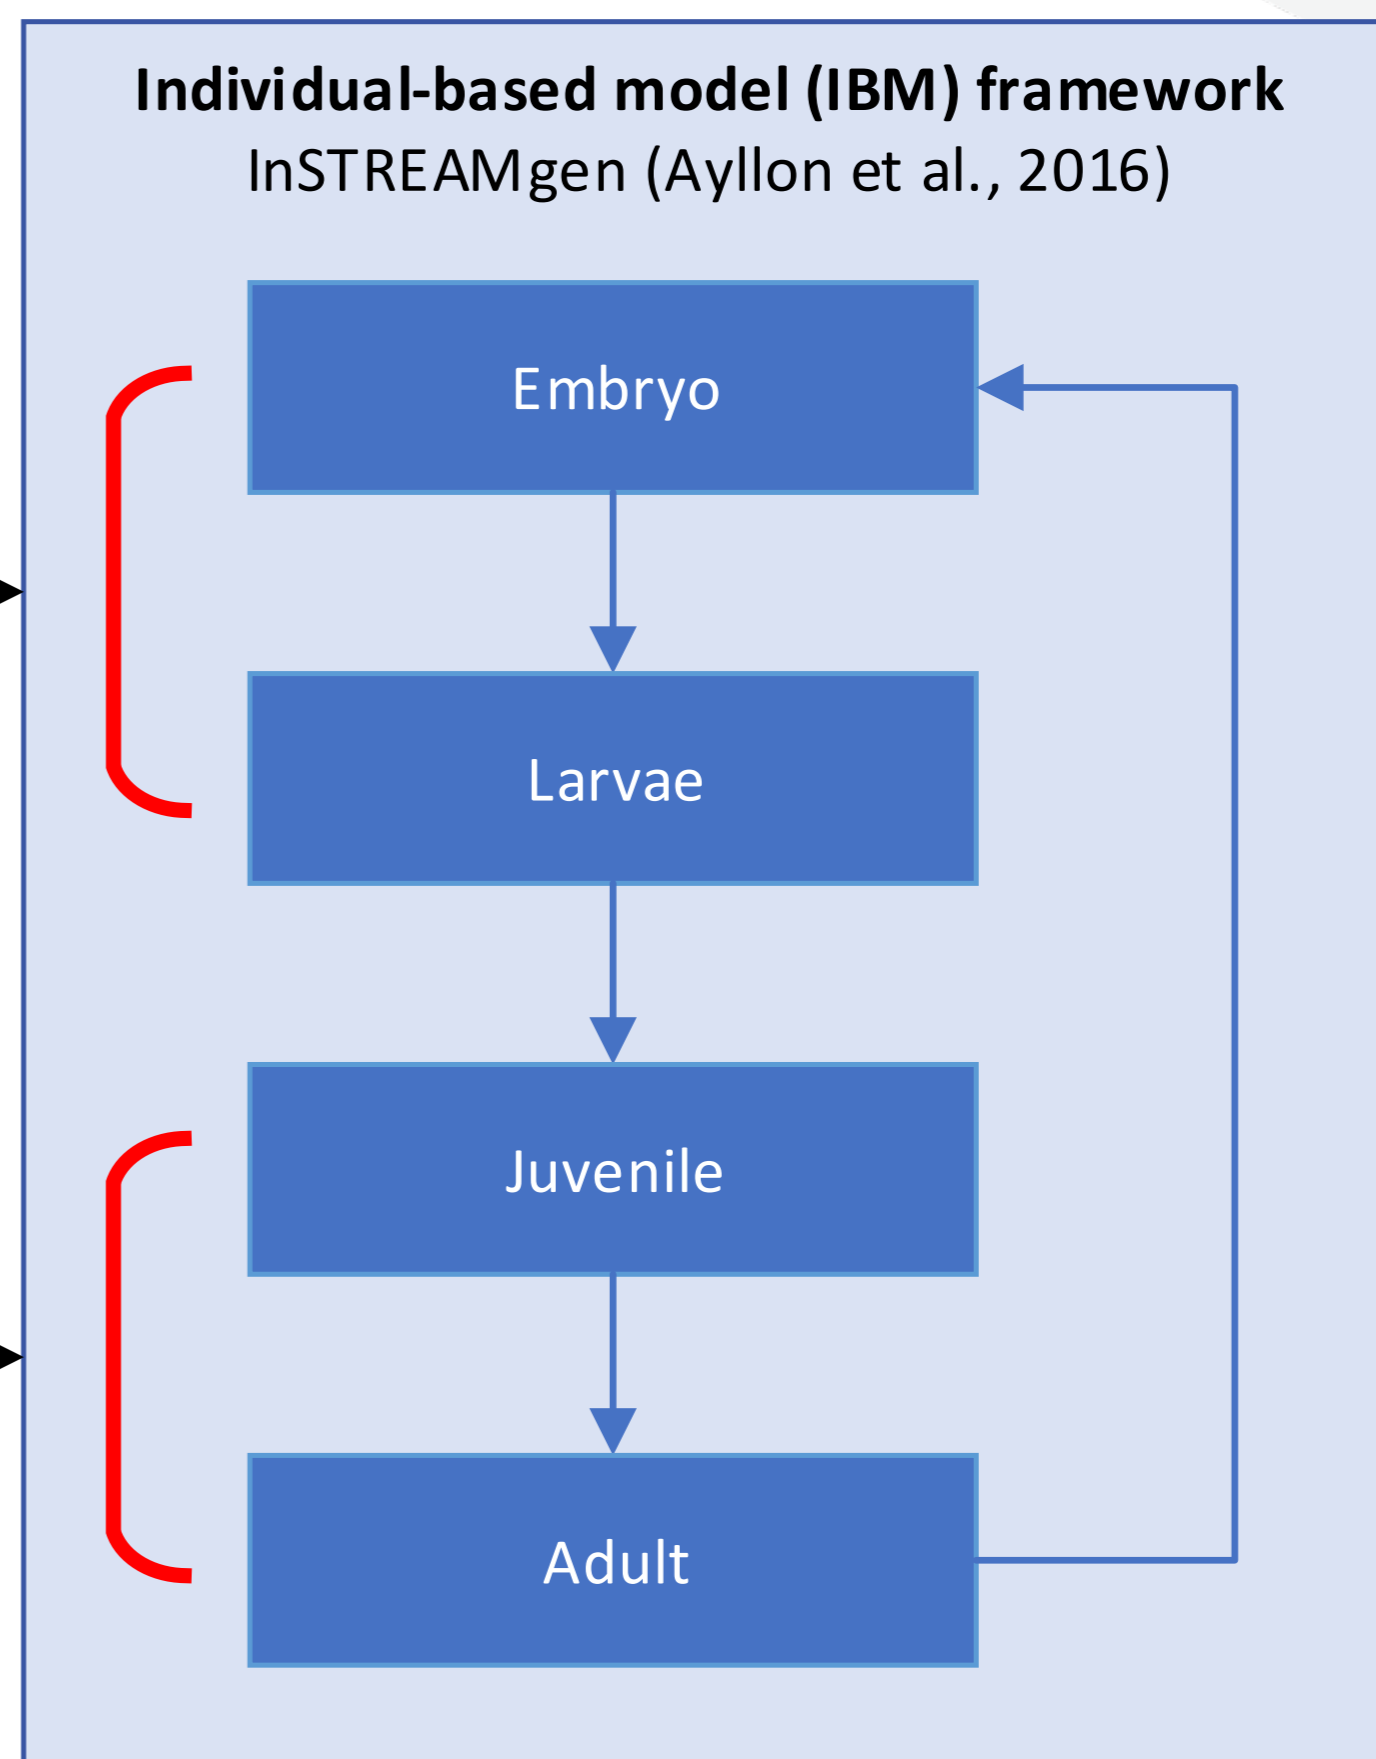 Individual-based model (IBM) framework
InSTREAMgen (Ayllon et al., 2016)
Embryo
Larvae
Juvenile
Adult